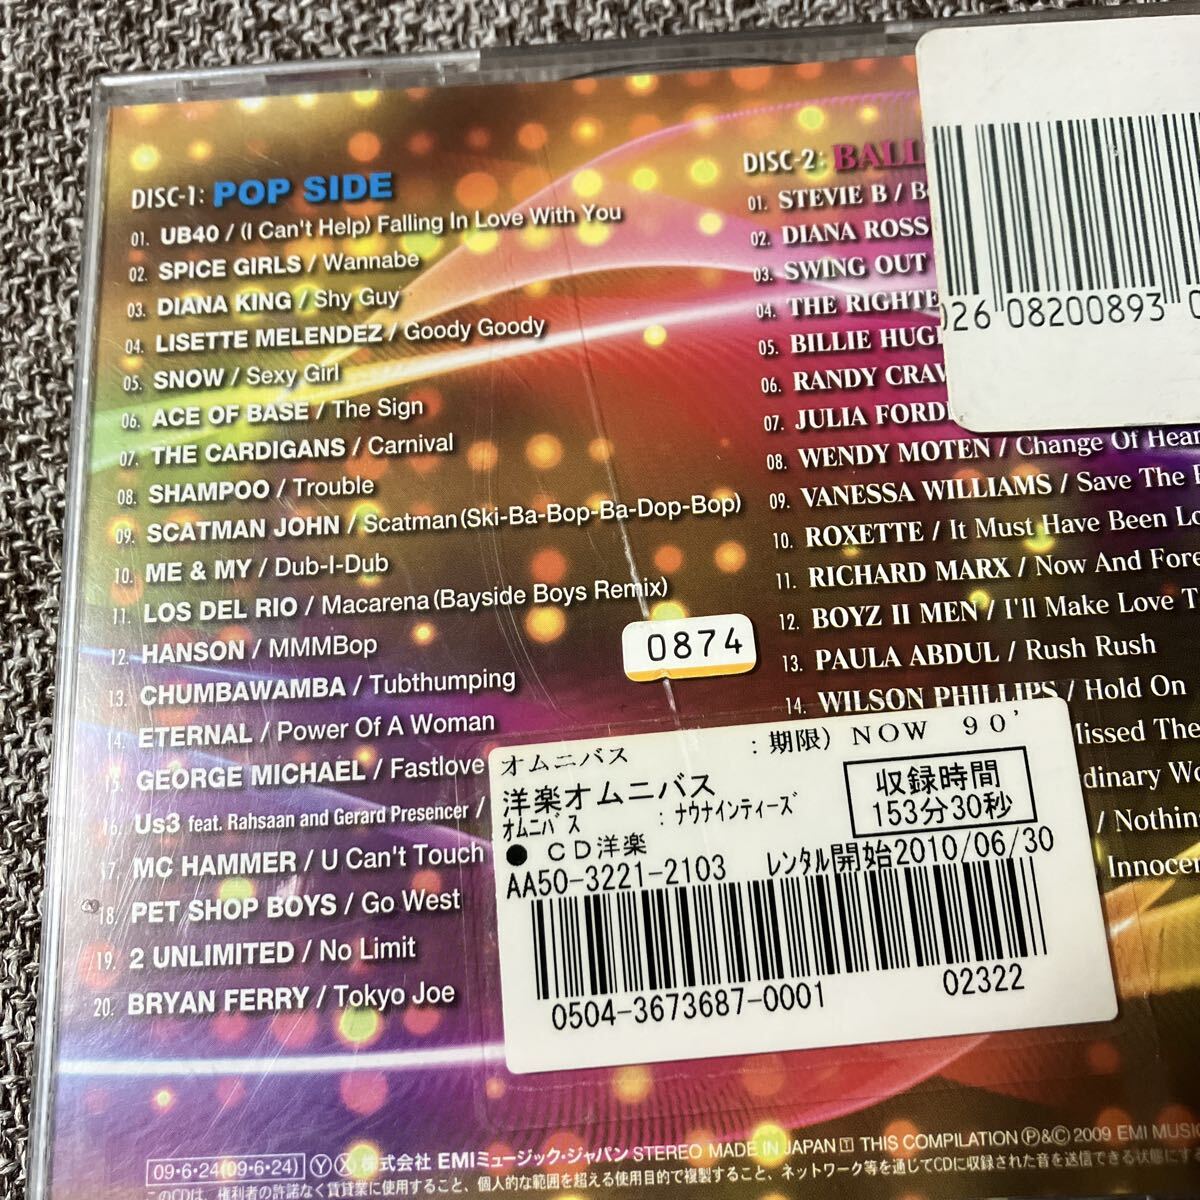 DISC-1: POP SIDE
01. UB40 / (I Can't Help) Falling In Love With You
02. SPICE GIRLS / Wannabe
03. DIANA KING / Shy Guy
04. LISETTE MELENDEZ / Goody Goody
05. SNOW / Sexy Girl
06. ACE OF BASE / The Sign
07. THE CARDIGANS / Carnival
08. SHAMPOO / Trouble
09. SCATMAN JOHN / Scatman (Ski-Ba-Bop-Ba-Dop-Bop)
10. ME & MY / Dub-I-Dub
11. LOS DEL RIO / Macarena (Bayside Boys Remix)
12. HANSON / MMMBop
13. CHUMBAWAMBA / Tubthumping
14. ETERNAL / Power Of A Woman
15. GEORGE MICHAEL / Fastlove
16. Us3 feat. Rahsaan and Gerard Presencer /
17. MC HAMMER / U Can't Touch
18. PET SHOP BOYS / Go West
19. 2 UNLIMITED / No Limit
20. BRYAN FERRY / Tokyo Joe
DISC-2: BALL
01. STEVIE B / B
02. DIANA ROSS
03. SWING OUT
04. THE RIGHTE
05. BILLIE HUGH
06. RANDY CRAW
07. JULIA FORD
08. WENDY MOTEN / Change Of Hear
09. VANESSA WILLIAMS / Save The
10. ROXETTE / It Must Have Been Lo
11. RICHARD MARX / Now And Fore
12. BOYZ II MEN / I'll Make Love T
13. PAULA ABDUL / Rush Rush
14. WILSON PHILLIPS / Hold On
issed The
dinary Wo
/ Nothing
Innocen
26 08200893 0
0874
オムニバス : 期限) NOW 90'
洋楽オムニバス
オムニバス : ナウナインティーズ
収録時間
153分30秒
● CD洋楽
AA50-3221-2103 レンタル開始2010/06/30
0504-3673687-0001 02322
09・6・24(09・6・24) Ⓨ Ⓧ 株式会社 EMIミュージック・ジャパン STEREO MADE IN JAPAN T THIS COMPILATION Ⓟ&Ⓒ 2009 EMI MUSIC
このCDは、権利者の許諾なく賃貸業に使用すること、個人的な範囲を超える使用目的で複製すること、ネットワーク等を通じてCDに収録された音を送信できる状態にす